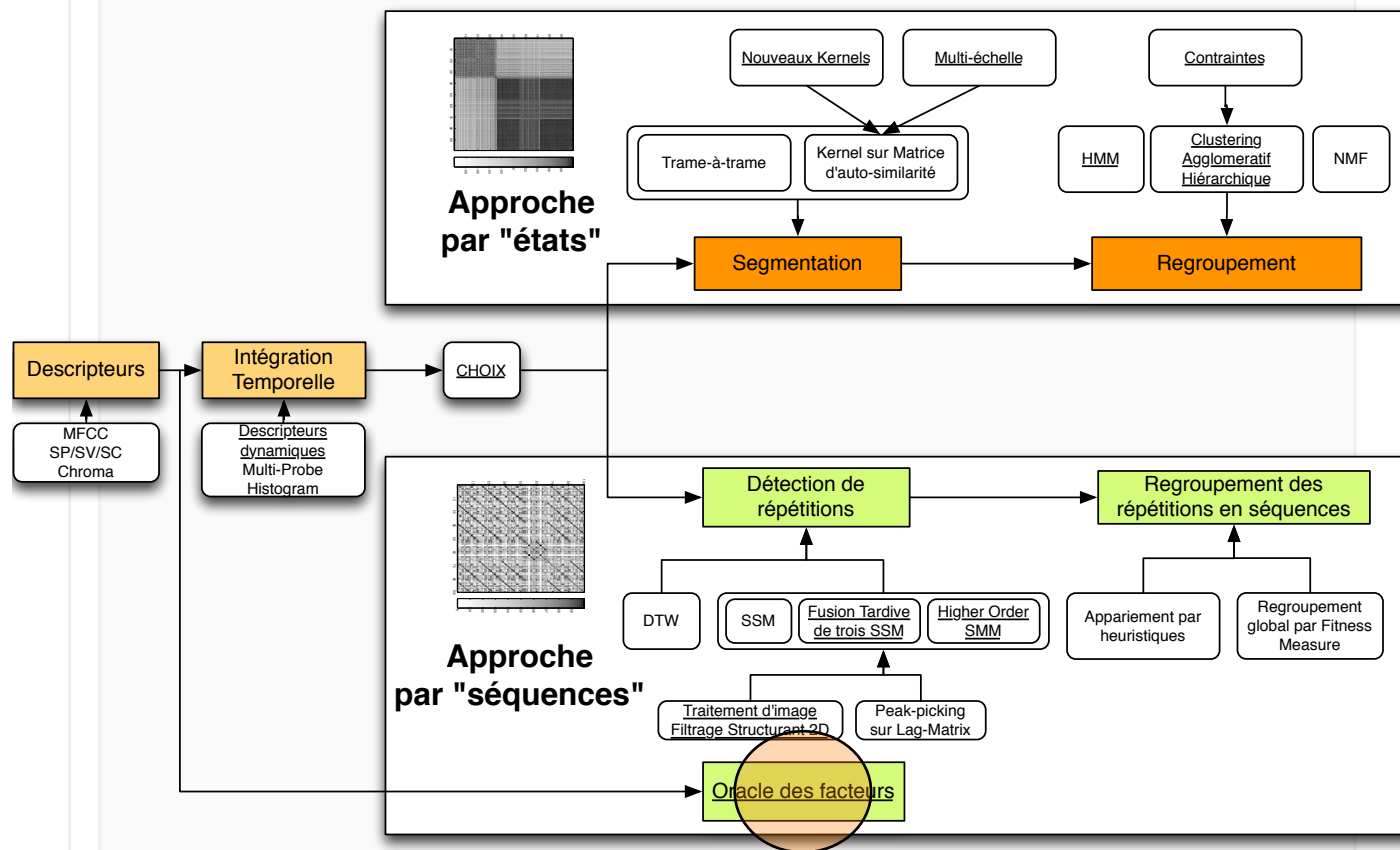 Nouveaux Kernels
Multi-échelle
Contraintes
Trame-à-trame
Kernel sur Matrice
d'auto-similarité
HMM
Clustering
Agglomeratif
Hiérarchique
NMF
Approche
par "états"
Segmentation
Regroupement
Descripteurs
Intégration
Temporelle
CHOIX
MFCC
SP/SV/SC
Chroma
Descripteurs
dynamiques
Multi-Probe
Histogram
Détection de
répétitions
Regroupement des
répétitions en séquences
DTW
SSM
Fusion Tardive
de trois SSM
Higher Order
SMM
Appariement par
heuristiques
Regroupement
global par Fitness
Measure
Approche
par "séquences"
Traitement d'image
Filtrage Structurant 2D
Peak-picking
sur Lag-Matrix
Oracle des facteurs